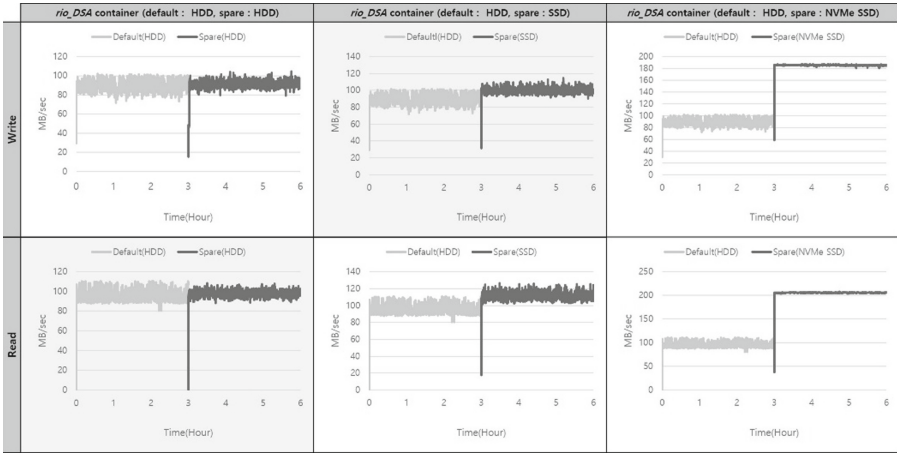 rio_DSA container (default : HDD, spare : HDD)
rio_DSA container (default : HDD, spare : SSD)
rio_DSA container (default : HDD, spare : NVMe SSD)
Write
Default(HDD) Spare(HDD)
120
100
80
60
40
20
0
MB/sec
0 1 2 3 4 5 6
Time(Hour)
Defaultl(HDD) Spare(SSD)
140
120
100
80
60
40
20
0
MB/sec
0 1 2 3 4 5 6
Time(Hour)
Default(HDD) Spare(NVMe SSD)
200
180
160
140
120
100
80
60
40
20
0
MB/sec
0 1 2 3 4 5 6
Time(Hour)
Read
Default(HDD) Spare(HDD)
120
100
80
60
40
20
0
MB/sec
0 1 2 3 4 5 6
Time(Hour)
Default(HDD) Spare(SSD)
140
120
100
80
60
40
20
0
MB/sec
0 1 2 3 4 5 6
Time(Hour)
Default(HDD) Spare(NVMe SSD)
250
200
150
100
50
0
MB/sec
0 1 2 3 4 5 6
Time(Hour)